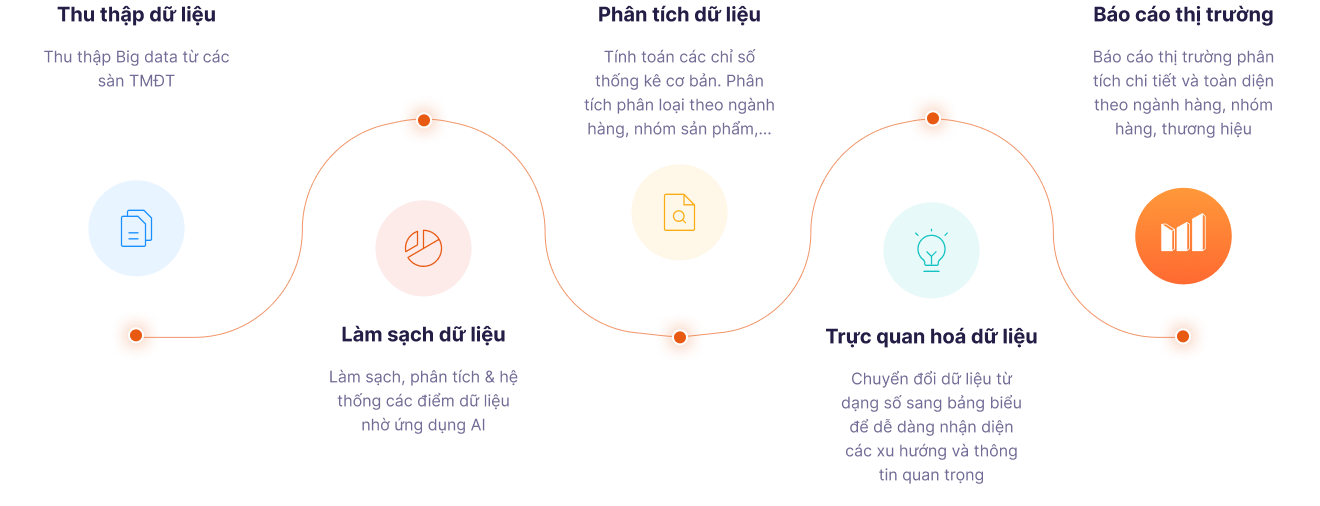 Thu thập dữ liệu
Thu thập Big data từ các
sàn TMĐT
Làm sạch dữ liệu
Làm sạch, phân tích & hệ
thống các điểm dữ liệu
nhờ ứng dụng AI
Phân tích dữ liệu
Tính toán các chỉ số
thống kê cơ bản. Phân
tích phân loại theo ngành
hàng, nhóm sản phẩm,...
Trực quan hoá dữ liệu
Chuyển đổi dữ liệu từ
dạng số sang bảng biểu
để dễ dàng nhận diện
các xu hướng và thông
tin quan trọng
Báo cáo thị trường
Báo cáo thị trường phân
tích chi tiết và toàn diện
theo ngành hàng, nhóm
hàng, thương hiệu